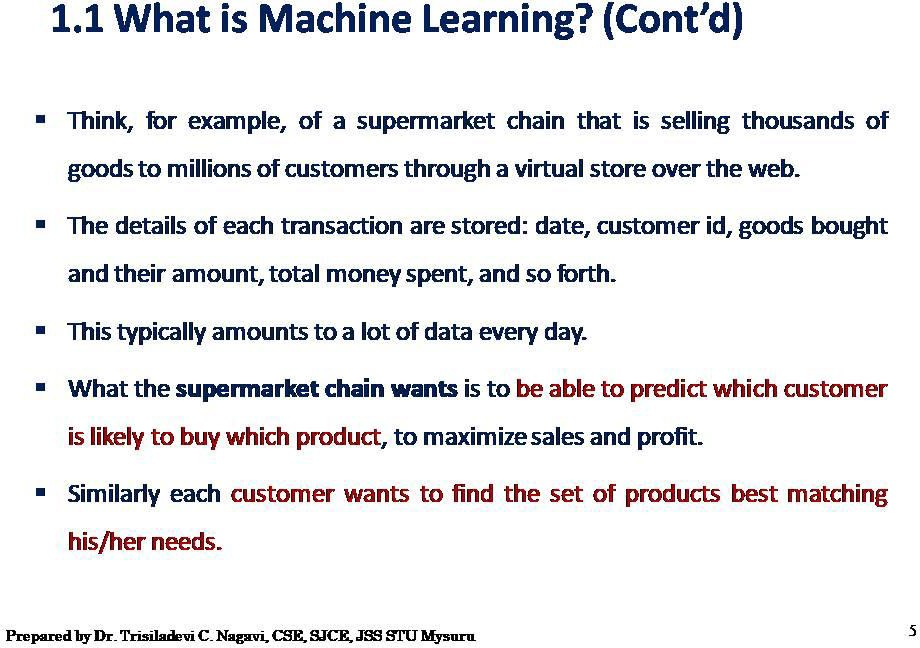 1.1 What is Machine Learning? (Cont’d)
▪ Think, for example, of a supermarket chain that is selling thousands of
goods to millions of customers through a virtual store over the web.
▪ The details of each transaction are stored: date, customer id, goods bought
and their amount, total money spent, and so forth.
▪ This typically amounts to a lot of data every day.
▪ What the supermarket chain wants is to be able to predict which customer
is likely to buy which product, to maximize sales and profit.
▪ Similarly each customer wants to find the set of products best matching
his/her needs.
Prepared by Dr. Trisiladevi C. Nagavi, CSE, SJCE, JSS STU Mysuru
5